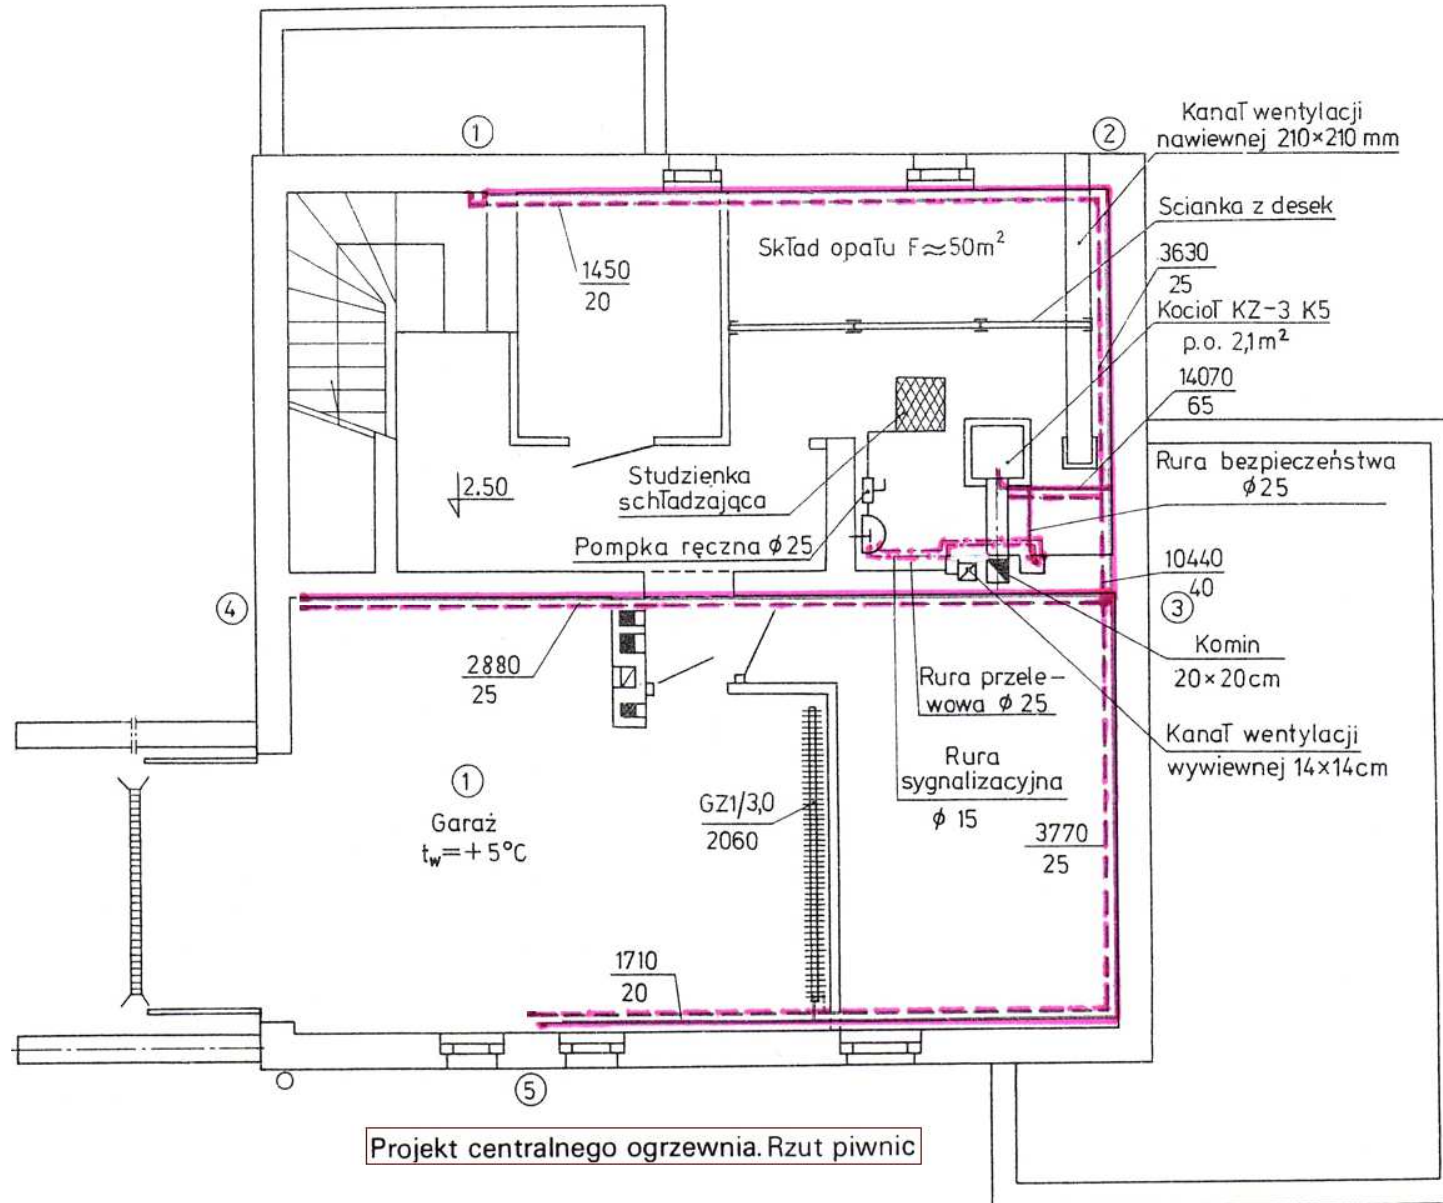 1
2
Kanał wentylacji
nawiewnej 210×210 mm
Scianka z desek
Skład opału F≈50m²
3630
25
1450
20
Kocioł KZ-3 K5
p.o. 2,1m²
14070
65
Rura bezpieczeństwa
ϕ25
Studzienka
schładzająca
2.50
Pompka ręczna ϕ25
10440
40
4
3
Komin
20×20cm
2880
25
Rura przele-
wowa ϕ 25
Kanał wentylacji
wywiewnej 14×14cm
Rura
sygnalizacyjna
ϕ 15
1
Garaż
tw=+5°C
GZ1/3,0
2060
3770
25
1710
20
5
Projekt centralnego ogrzewnia. Rzut piwnic